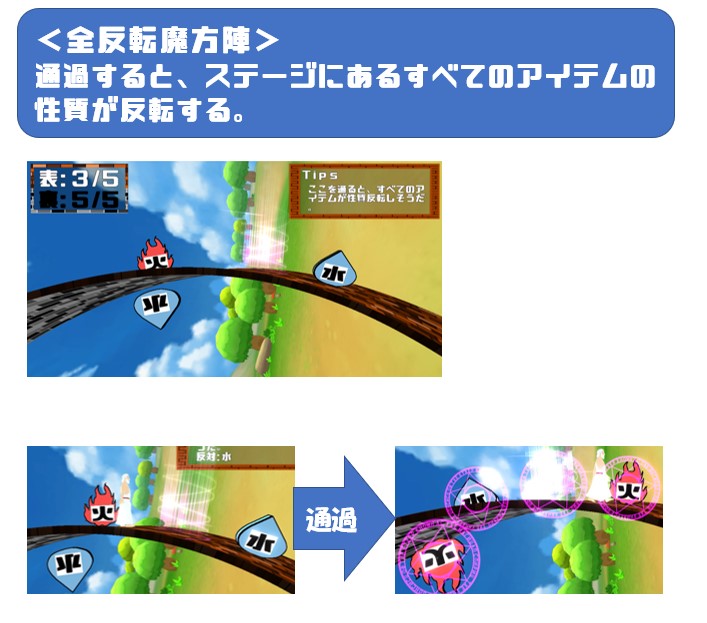 ＜全反転魔方陣＞
通過すると、ステージにあるすべてのアイテムの
性質が反転する。
表:3/5
裏:5/5
Tips
ここを通ると、すべてのア
イテムが性質反転しそうだ
。
火
水
水
反対:水
火
水
水
通過
水
火
火